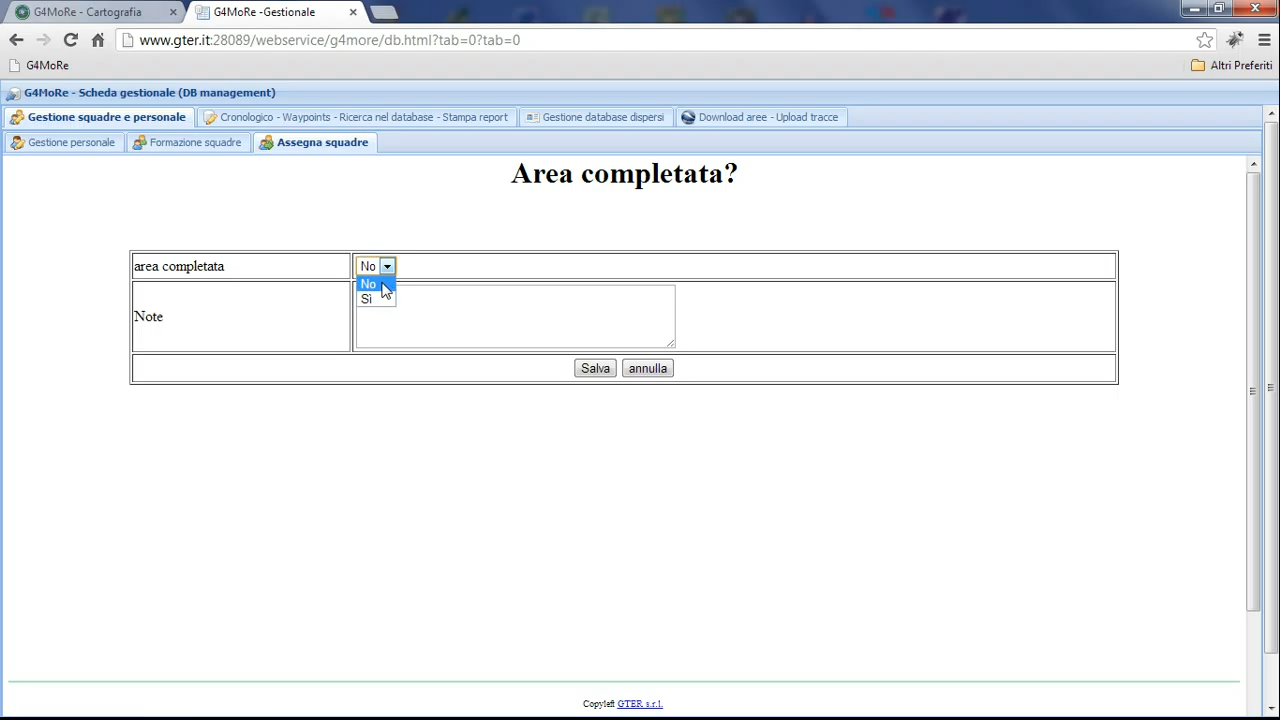 G4MoRe - Cartografia
G4MoRe -Gestionale
www.gter.it:28089/webservice/g4more/db.html?tab=0?tab=0
G4MoRe
Altri Preferiti
G4MoRe - Scheda gestionale (DB management)
Gestione squadre e personale
Cronologico - Waypoints - Ricerca nel database - Stampa report
Gestione database dispersi
Download aree - Upload tracce
Gestione personale
Formazione squadre
Assegna squadre
Area completata?
area completata
No
No
Sì
Note
Salva
annulla
Copyleft GTER s.r.l.